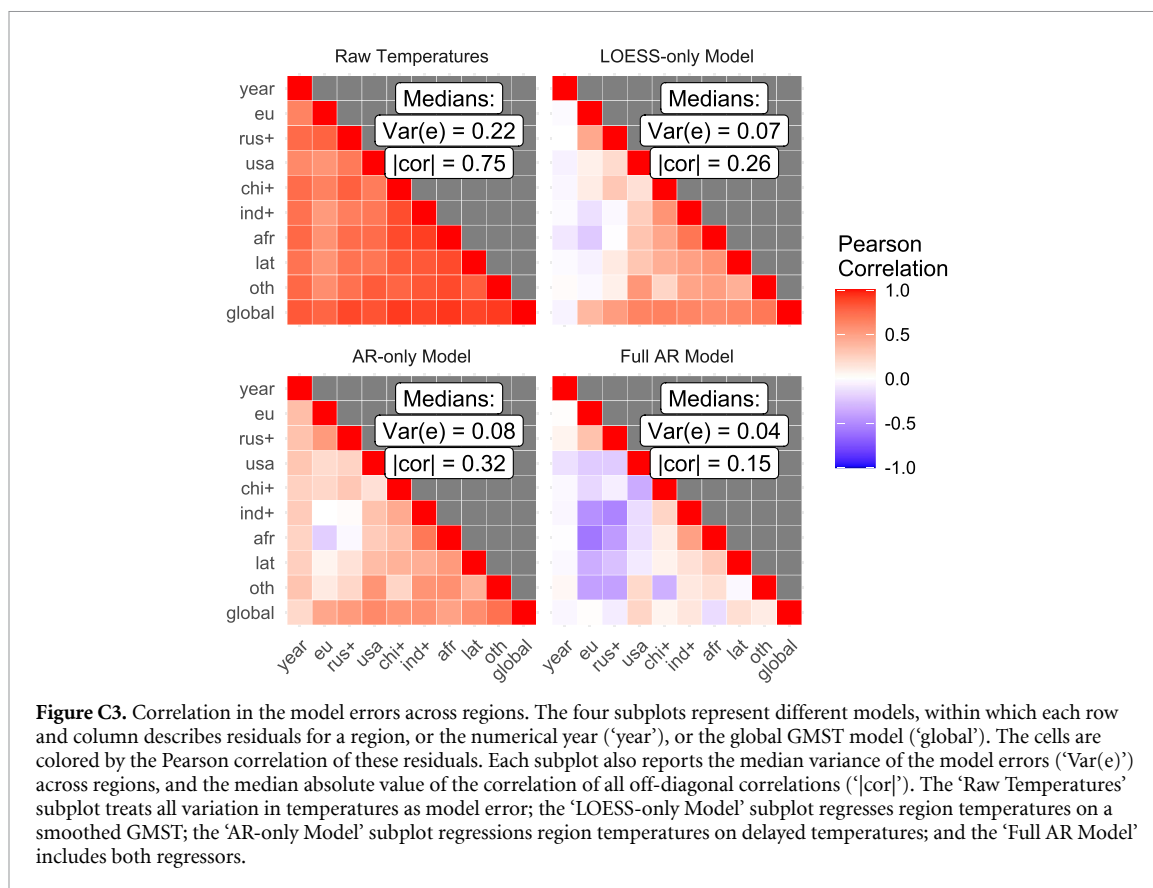 Raw Temperatures
LOESS-only Model
year
eu
rus+
usa
chi+
ind+
afr
lat
oth
global
Medians:
Var(e) = 0.22
|cor| = 0.75
Medians:
Var(e) = 0.07
|cor| = 0.26
Pearson
Correlation
1.0
0.5
0.0
-0.5
-1.0
AR-only Model
Full AR Model
year
eu
rus+
usa
chi+
ind+
afr
lat
oth
global
Medians:
Var(e) = 0.08
|cor| = 0.32
Medians:
Var(e) = 0.04
|cor| = 0.15
year
eu
rus+
usa
chi+
ind+
afr
lat
oth
global
year
eu
rus+
usa
chi+
ind+
afr
lat
oth
global
Figure C3. Correlation in the model errors across regions. The four subplots represent different models, within which each row
and column describes residuals for a region, or the numerical year (‘year’), or the global GMST model (‘global’). The cells are
colored by the Pearson correlation of these residuals. Each subplot also reports the median variance of the model errors (‘Var(e)’)
across regions, and the median absolute value of the correlation of all off-diagonal correlations (‘|cor|’). The ‘Raw Temperatures’
subplot treats all variation in temperatures as model error; the ‘LOESS-only Model’ subplot regresses region temperatures on a
smoothed GMST; the ‘AR-only Model’ subplot regressions region temperatures on delayed temperatures; and the ‘Full AR Model’
includes both regressors.